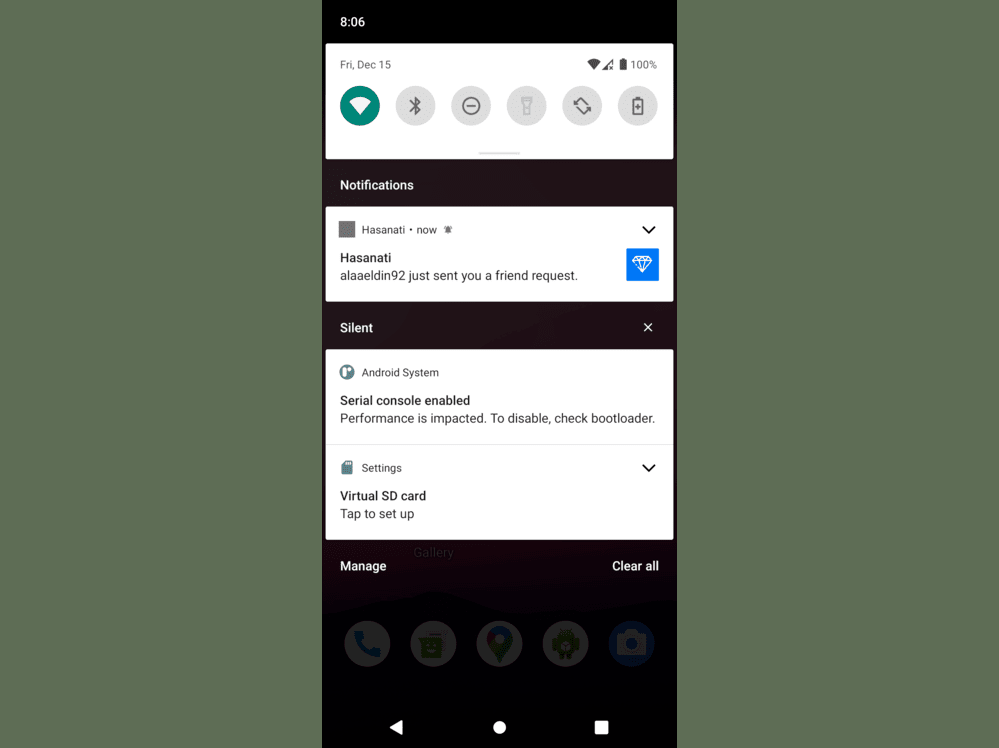 8:06
Fri, Dec 15
100%
Notifications
Hasanati • now
Hasanati
alaaeldin92 just sent you a friend request.
Silent
Android System
Serial console enabled
Performance is impacted. To disable, check bootloader.
Settings
Virtual SD card
Tap to set up
Gallery
Manage
Clear all